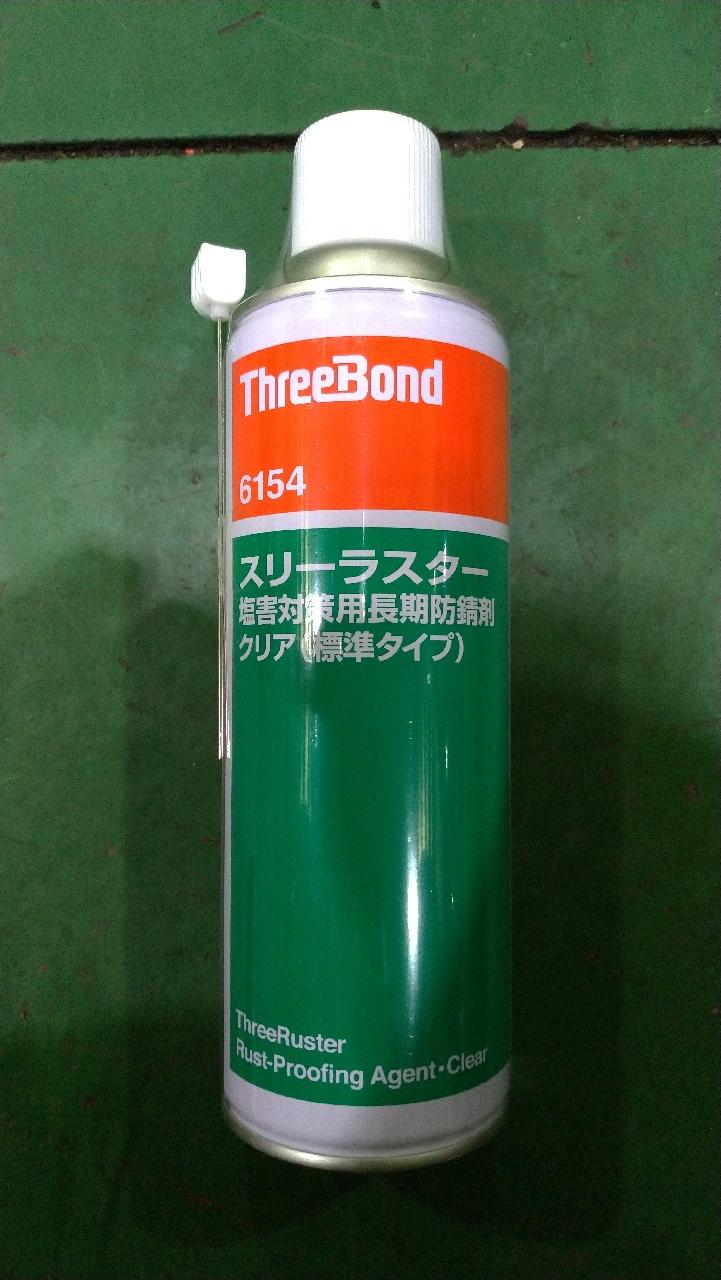 ThreeBond
6154
スリーラスター
塩害対策用長期防錆剤
クリア（標準タイプ）
ThreeRuster
Rust-Proofing Agent・Clear